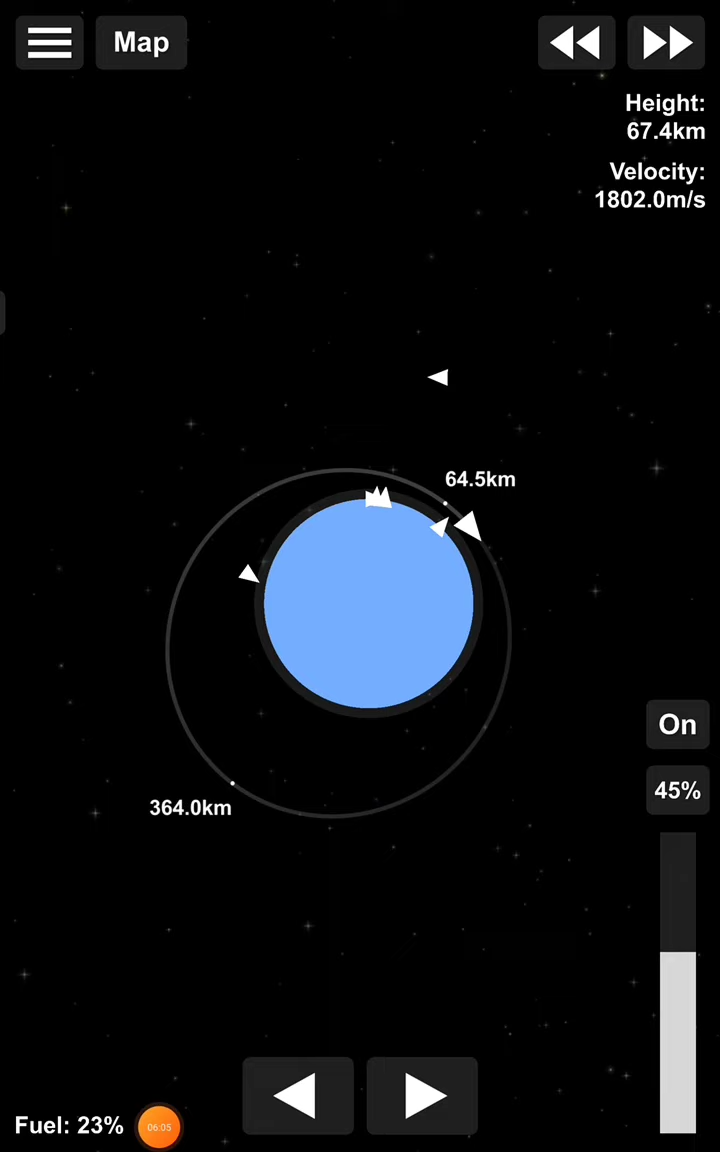 Map
Height:
67.4km
Velocity:
1802.0m/s
64.5km
364.0km
On
45%
Fuel: 23%
06:05